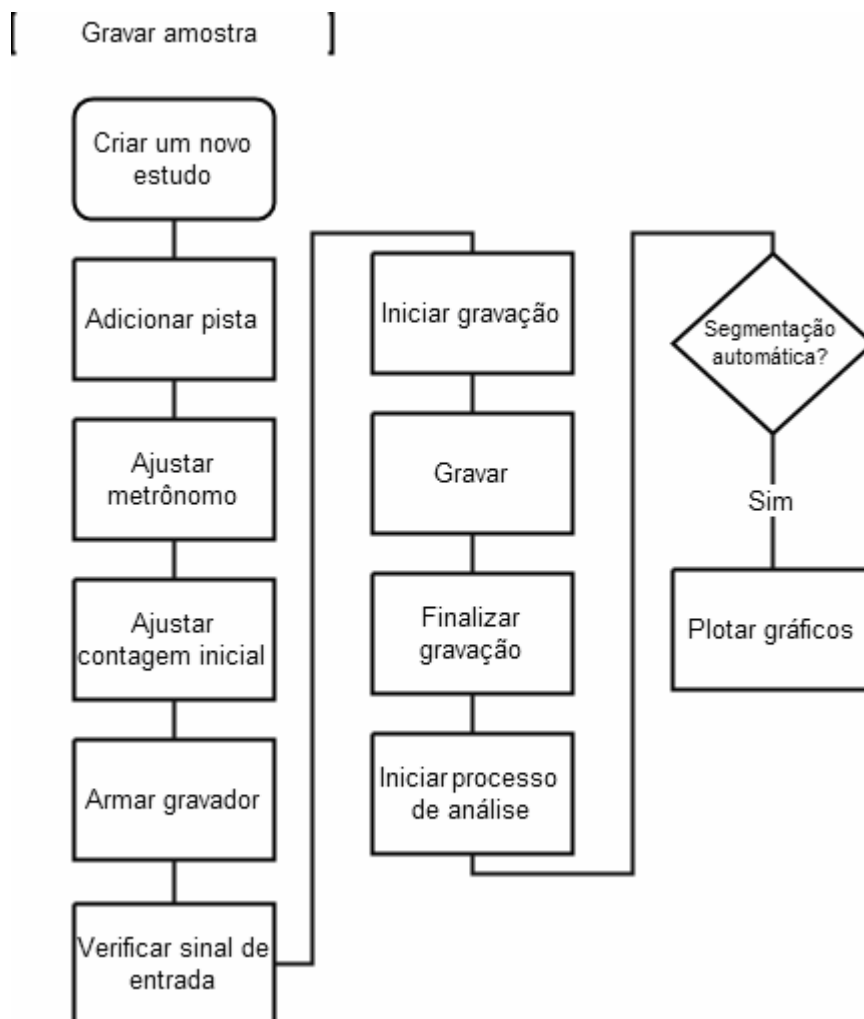 Gravar amostra
Criar um novo
estudo
Adicionar pista
Ajustar
metrônomo
Ajustar
contagem inicial
Armar gravador
Verificar sinal de
entrada
Iniciar gravação
Gravar
Finalizar
gravação
Iniciar processo
de análise
Segmentação
automática?
Sim
Plotar gráficos